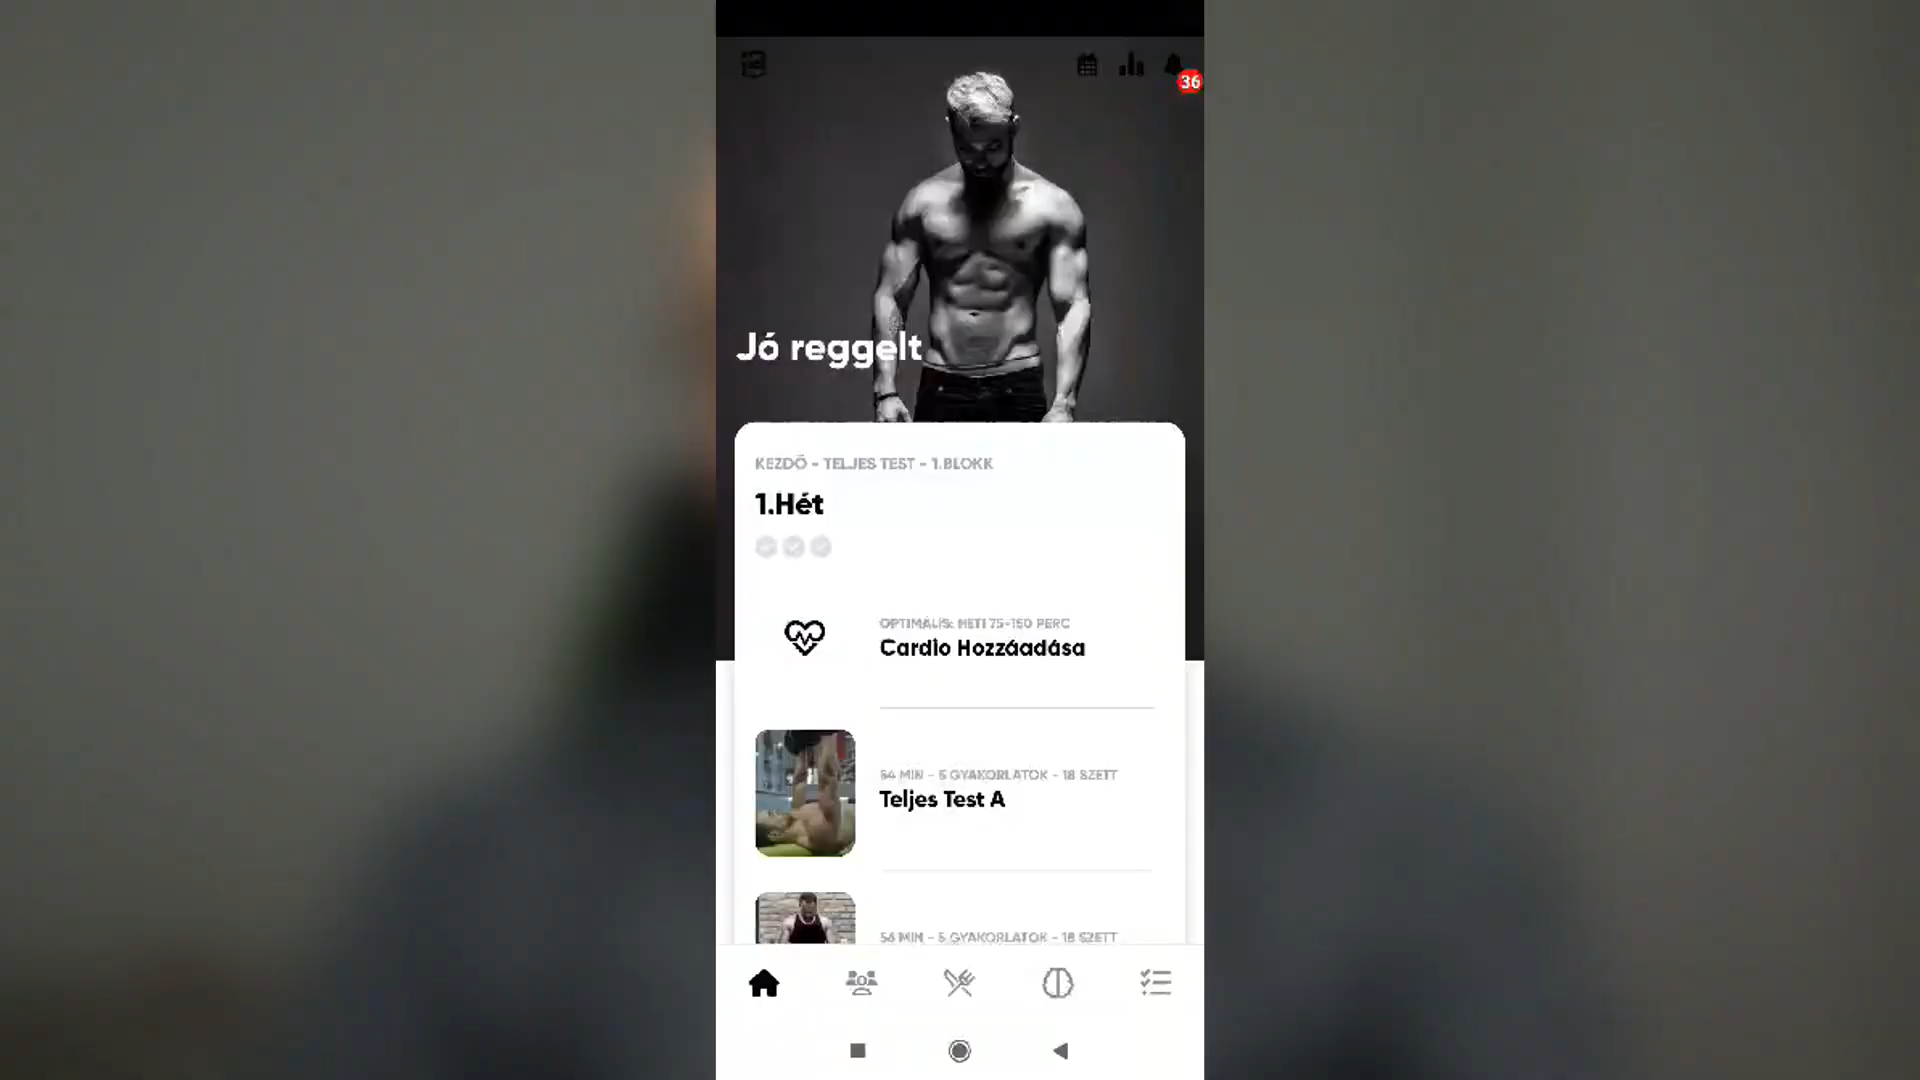 36
Jó reggelt
KEZDŐ - TELJES TEST - 1.BLOKK
1.Hét
OPTIMÁLIS: HETI 75-150 PERC
Cardio Hozzáadása
54 MIN - 5 GYAKORLATOK - 18 SZETT
Teljes Test A
56 MIN - 5 GYAKORLATOK - 18 SZETT